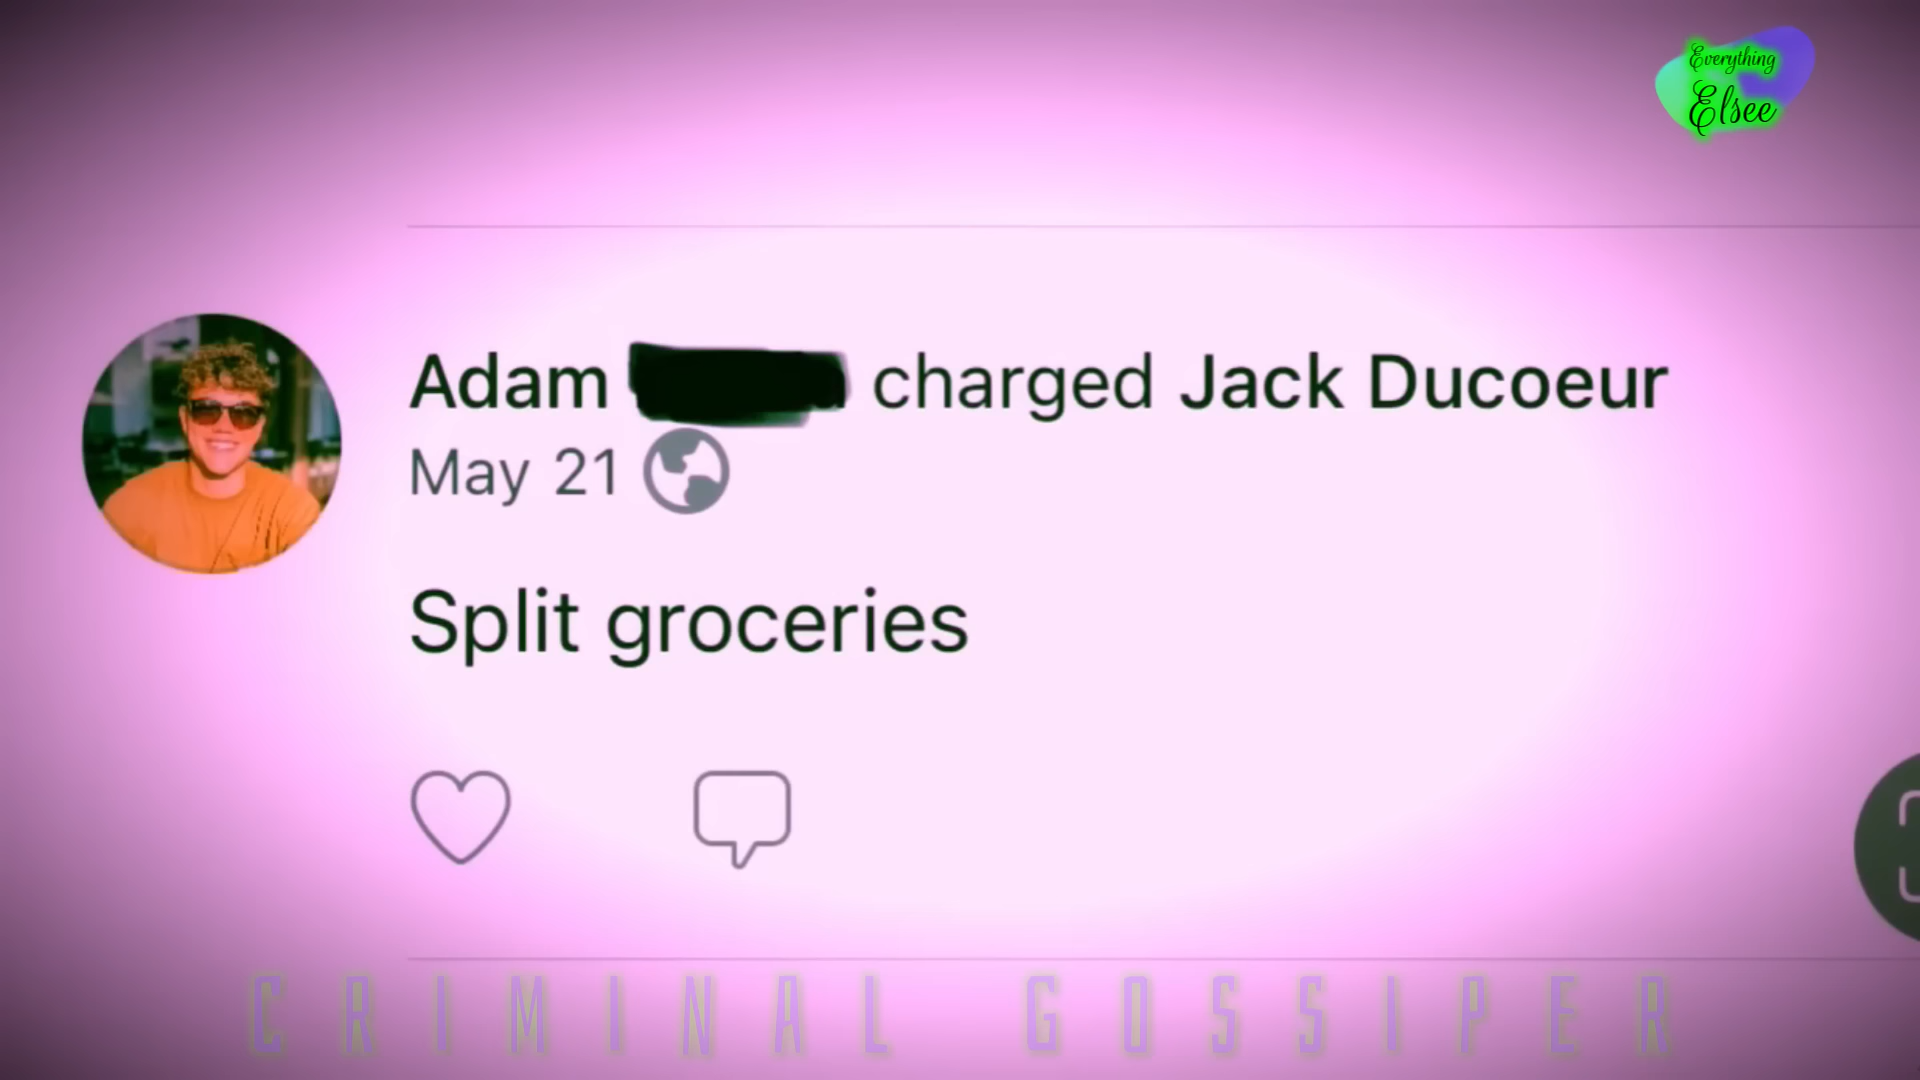 Everything
Elsee
Adam charged Jack Ducoeur
May 21
Split groceries
CRIMINAL GOSSIPER